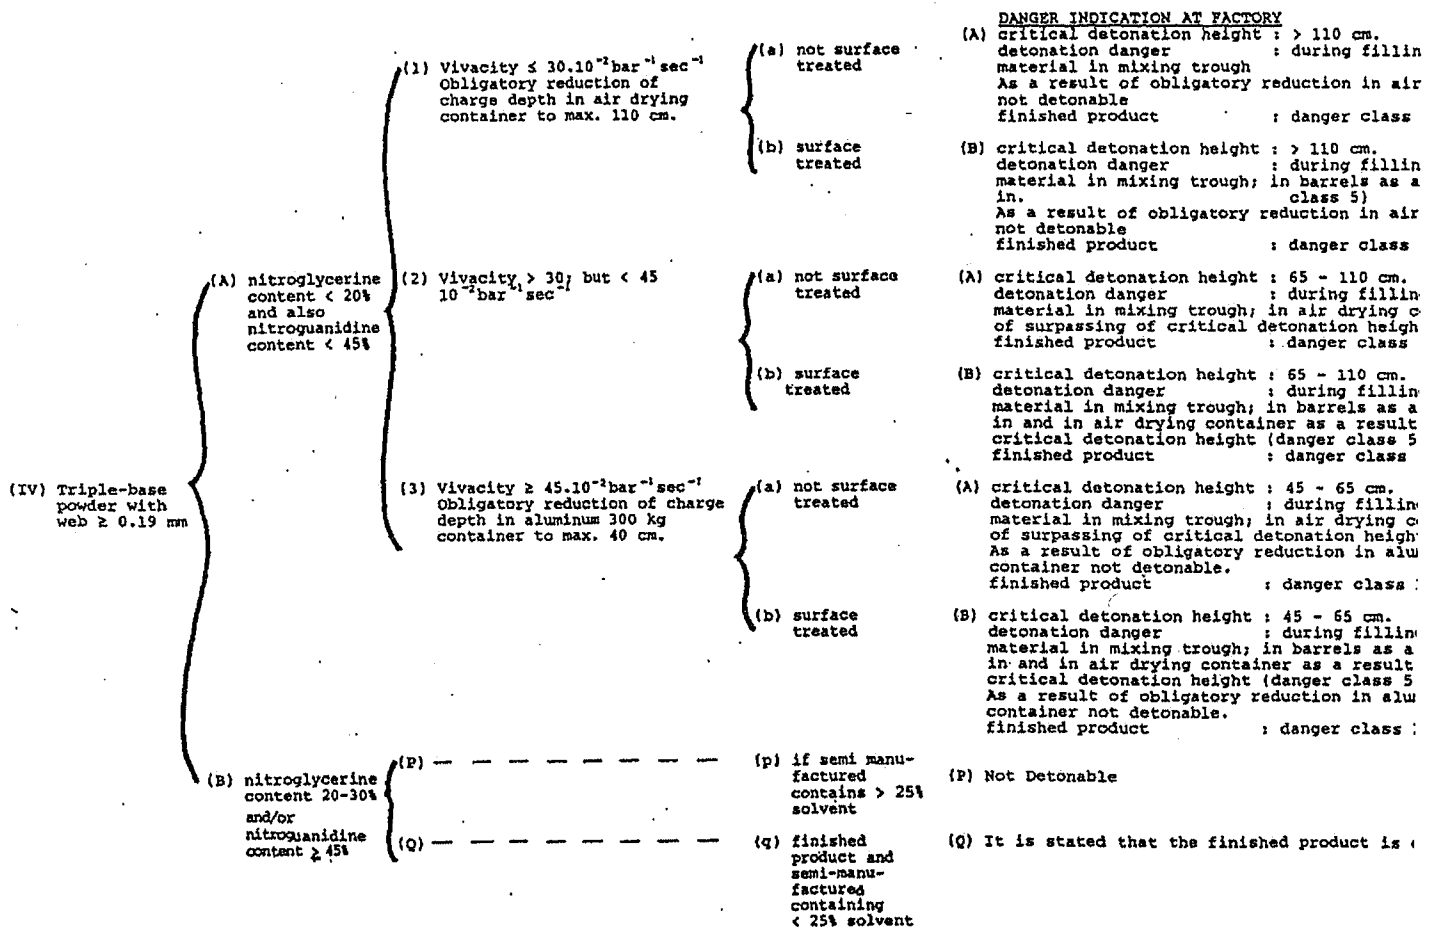 DANGER INDICATION AT FACTORY
(IV) Triple-base
powder with
web ≥ 0.19 mm
(A) nitroglycerine
content < 20%
and also
nitroguanidine
content < 45%
(1) Vivacity ≤ 30.10⁻²bar⁻¹sec⁻¹
Obligatory reduction of
charge depth in air drying
container to max. 110 cm.
(a) not surface
treated
(A) critical detonation height : > 110 cm.
detonation danger : during fillin
material in mixing trough
As a result of obligatory reduction in air
not detonable
finished product : danger class
(b) surface
treated
(B) critical detonation height : > 110 cm.
detonation danger : during fillin
material in mixing trough; in barrels as a
in. class 5)
As a result of obligatory reduction in air
not detonable
finished product : danger class
(2) Vivacity > 30; but < 45
10⁻²bar⁻¹sec⁻¹
(a) not surface
treated
(A) critical detonation height : 65 - 110 cm.
detonation danger : during fillin
material in mixing trough; in air drying c
of surpassing of critical detonation heigh
finished product : danger class
(b) surface
treated
(B) critical detonation height : 65 - 110 cm.
detonation danger : during fillin
material in mixing trough; in barrels as a
in and in air drying container as a result
critical detonation height (danger class 5
finished product : danger class
(3) Vivacity ≥ 45.10⁻²bar⁻¹sec⁻¹
Obligatory reduction of charge
depth in aluminum 300 kg
container to max. 40 cm.
(a) not surface
treated
(A) critical detonation height : 45 - 65 cm.
detonation danger : during fillin
material in mixing trough; in air drying c
of surpassing of critical detonation heigh
As a result of obligatory reduction in alu
container not detonable.
finished product : danger class
(b) surface
treated
(B) critical detonation height : 45 - 65 cm.
detonation danger : during fillin
material in mixing trough; in barrels as a
in and in air drying container as a result
critical detonation height (danger class 5
As a result of obligatory reduction in alu
container not detonable.
finished product : danger class
(B) nitroglycerine
content 20-30%
and/or
nitroguanidine
content ≥ 45%
(P) — — — — — — — —
(p) if semi manu-
factured
contains > 25%
solvent
(P) Not Detonable
(Q) — — — — — — — —
(q) finished
product and
semi-manu-
factured
containing
< 25% solvent
(Q) It is stated that the finished product is